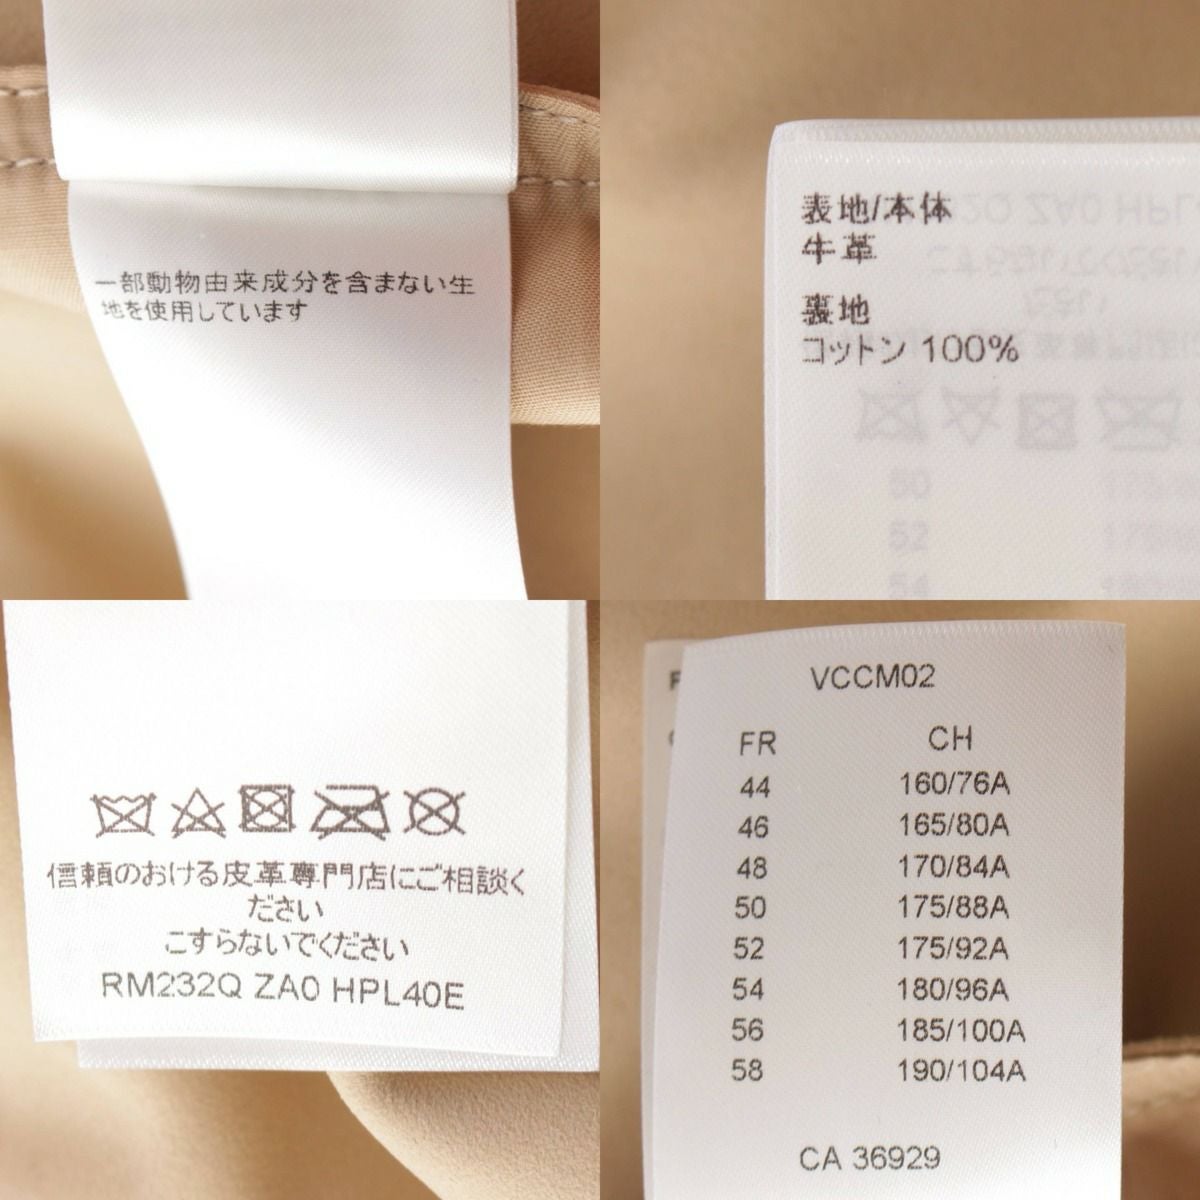 一部動物由来成分を含まない生
地を使用しています
表地/本体
牛革
裏地
コットン 100%
50
52
54
信頼のおける皮革専門店にご相談く
ださい
こすらないでください
RM232Q ZA0 HPL40E
VCCM02
FR CH
44 160/76A
46 165/80A
48 170/84A
50 175/88A
52 175/92A
54 180/96A
56 185/100A
58 190/104A
CA 36929